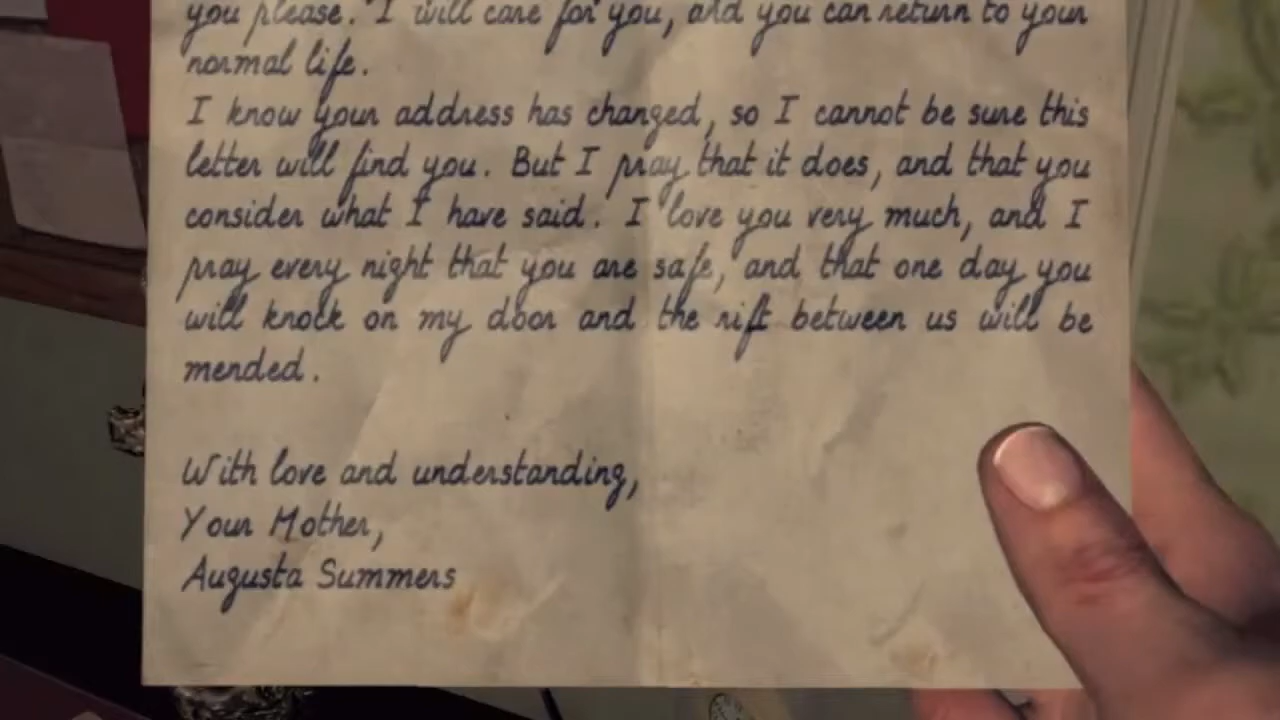 you please. I will care for you, and you can return to your
normal life.
I know your address has changed, so I cannot be sure this
letter will find you. But I pray that it does, and that you
consider what I have said. I love you very much, and I
pray every night that you are safe, and that one day you
will knock on my door and the rift between us will be
mended.
With love and understanding,
Your Mother,
Augusta Summers